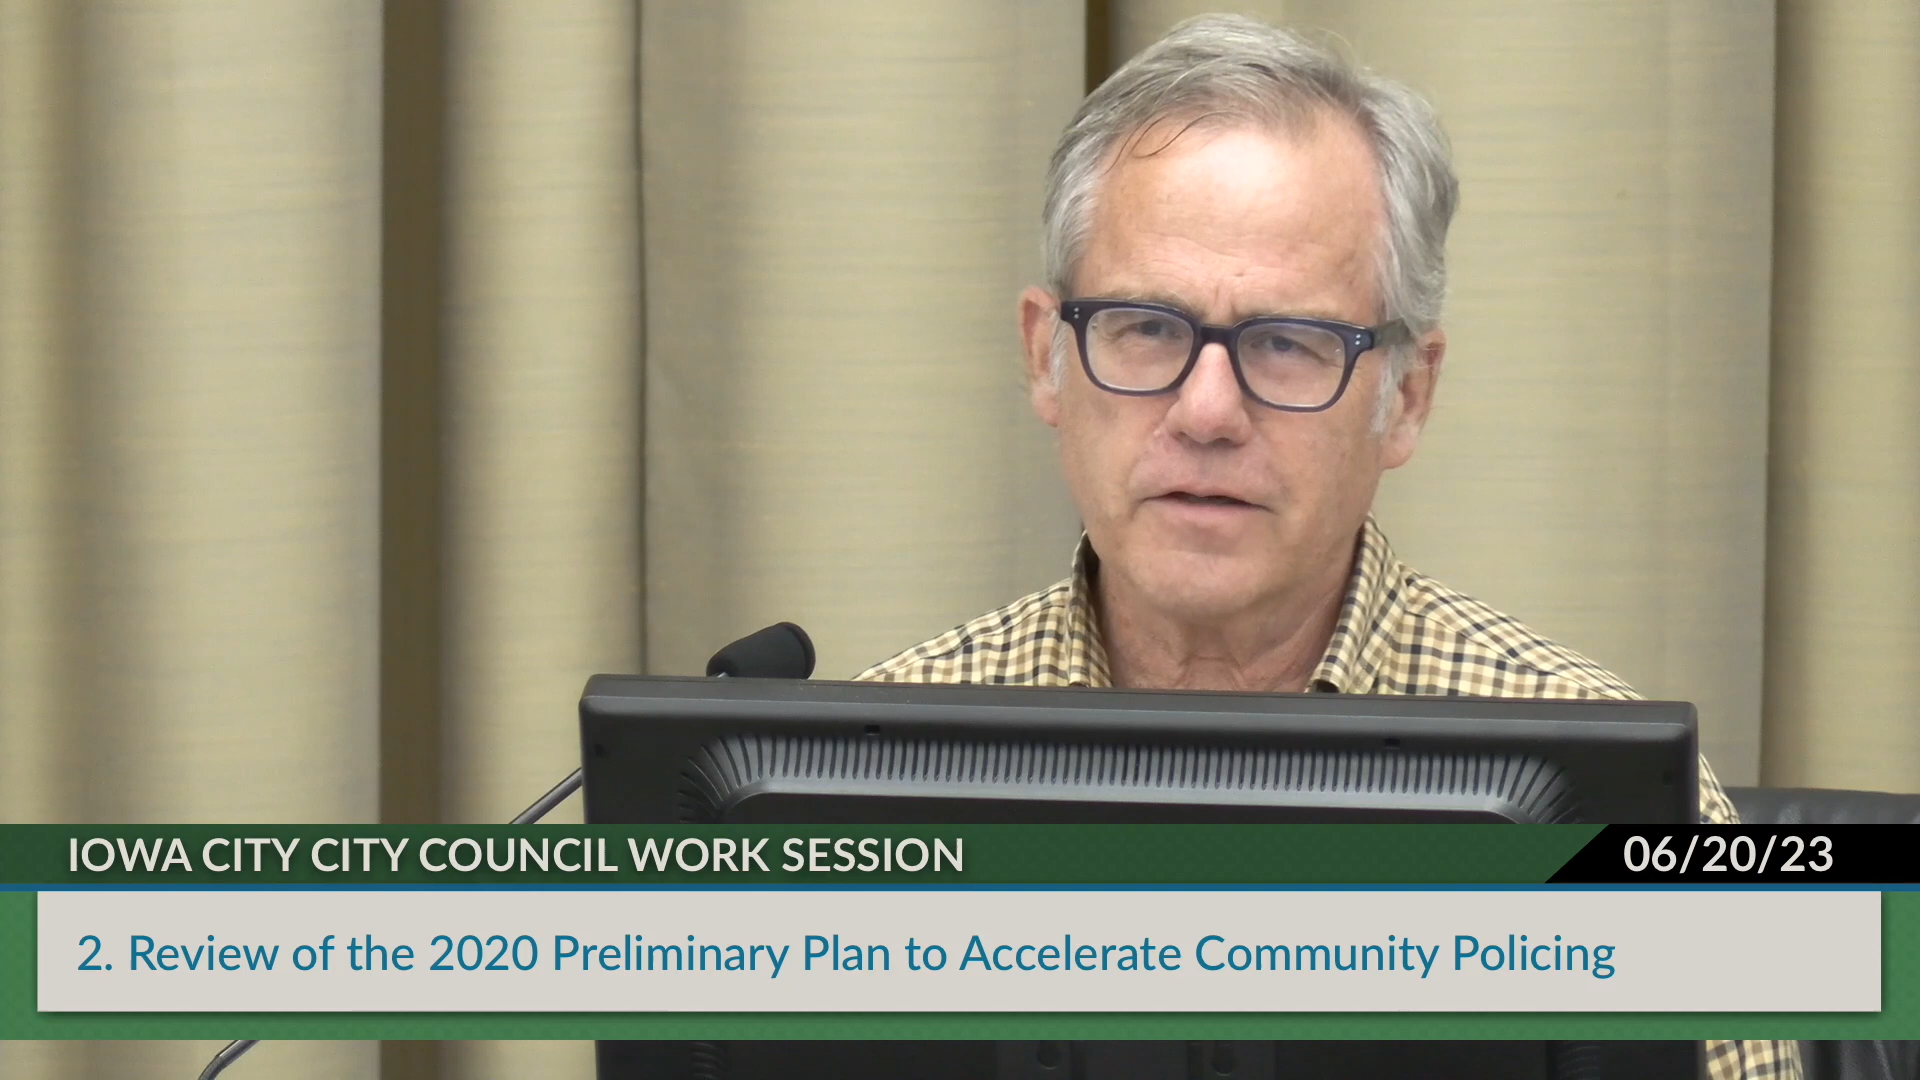 IOWA CITY CITY COUNCIL WORK SESSION
06/20/23
2. Review of the 2020 Preliminary Plan to Accelerate Community Policing